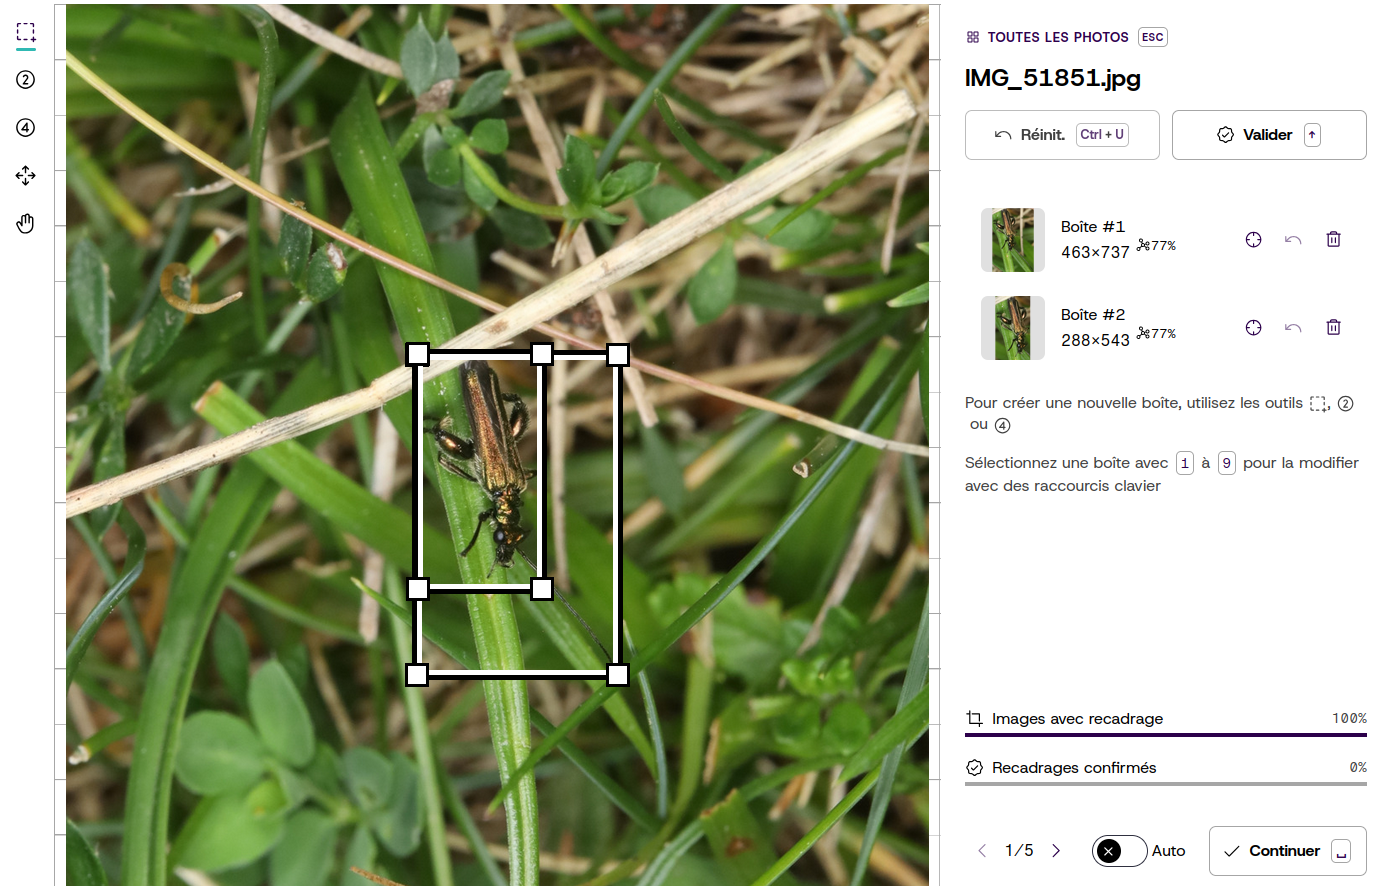 TOUTES LES PHOTOS ESC
IMG_51851.jpg
Réinit. Ctrl + U
Valider ↑
2
4
Boîte #1
463×737 77%
Boîte #2
288×543 77%
Pour créer une nouvelle boîte, utilisez les outils , 2
ou 4
Sélectionnez une boîte avec 1 à 9 pour la modifier
avec des raccourcis clavier
Images avec recadrage 100%
Recadrages confirmés 0%
1/5
Auto
Continuer